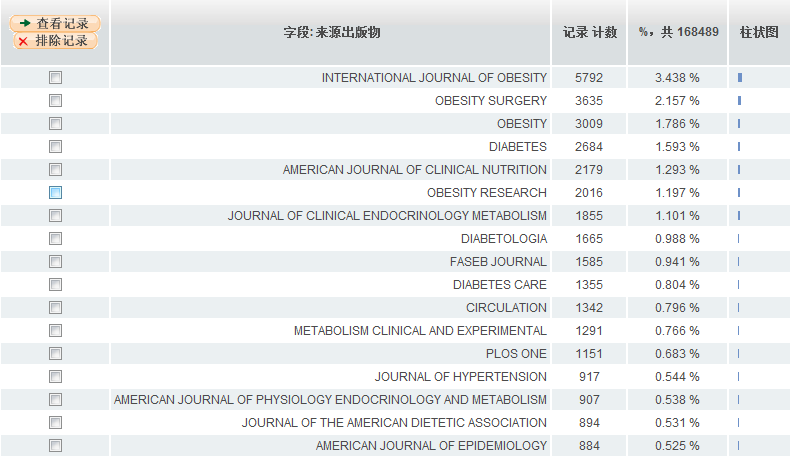 查看记录
排除记录
字段: 来源出版物 记录 计数 %，共 168489 柱状图
INTERNATIONAL JOURNAL OF OBESITY 5792 3.438 %
OBESITY SURGERY 3635 2.157 %
OBESITY 3009 1.786 %
DIABETES 2684 1.593 %
AMERICAN JOURNAL OF CLINICAL NUTRITION 2179 1.293 %
OBESITY RESEARCH 2016 1.197 %
JOURNAL OF CLINICAL ENDOCRINOLOGY METABOLISM 1855 1.101 %
DIABETOLOGIA 1665 0.988 %
FASEB JOURNAL 1585 0.941 %
DIABETES CARE 1355 0.804 %
CIRCULATION 1342 0.796 %
METABOLISM CLINICAL AND EXPERIMENTAL 1291 0.766 %
PLOS ONE 1151 0.683 %
JOURNAL OF HYPERTENSION 917 0.544 %
AMERICAN JOURNAL OF PHYSIOLOGY ENDOCRINOLOGY AND METABOLISM 907 0.538 %
JOURNAL OF THE AMERICAN DIETETIC ASSOCIATION 894 0.531 %
AMERICAN JOURNAL OF EPIDEMIOLOGY 884 0.525 %